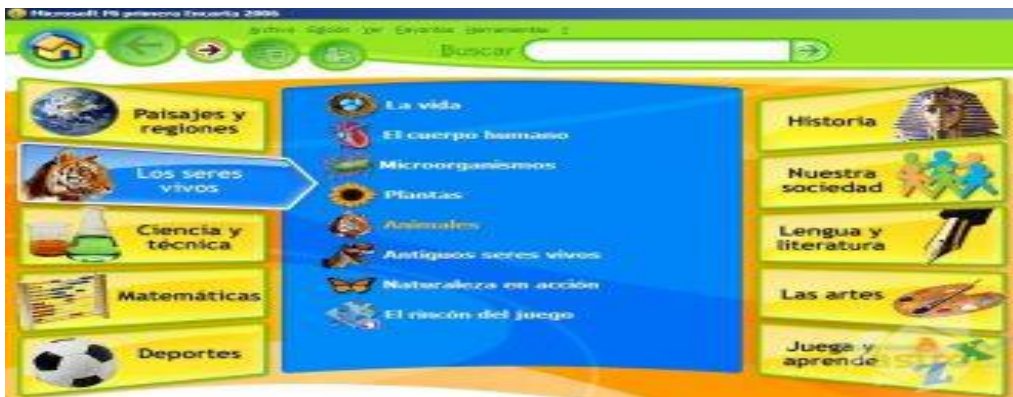 Microsoft Mi primera Encarta 2006
Archivo Edición Ver Favoritos Herramientas ?
Buscar
Paisajes y
regiones
Los seres
vivos
Ciencia y
técnica
Matemáticas
Deportes
La vida
El cuerpo humano
Microorganismos
Plantas
Animales
Antiguos seres vivos
Naturaleza en acción
El rincón del juego
Historia
Nuestra
sociedad
Lengua y
literatura
Las artes
Juega y
aprende